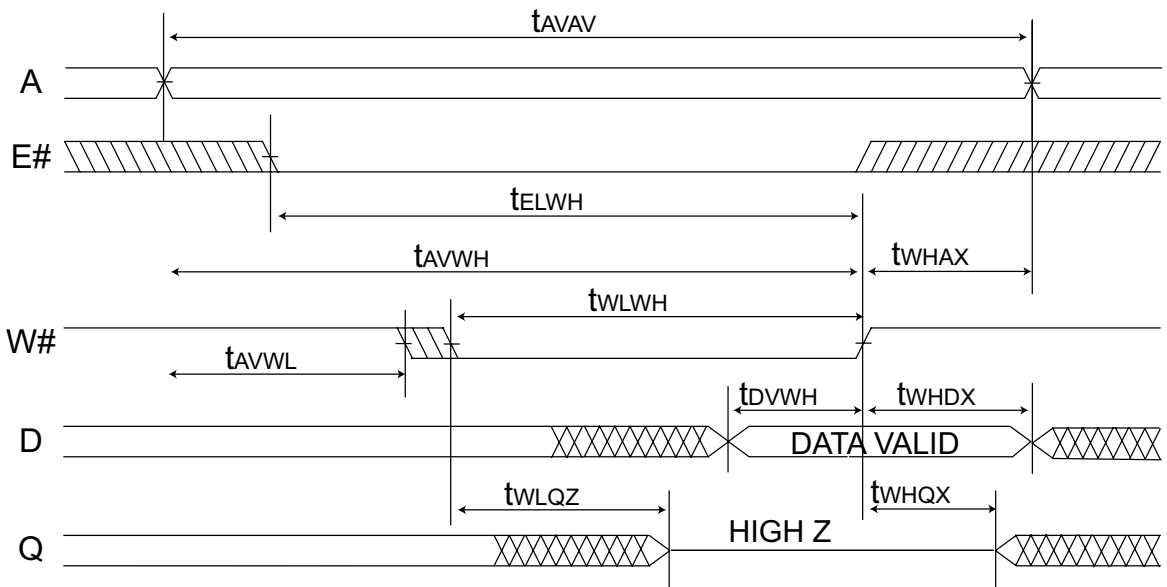 tAVAV
A
E#
tELWH
tAVWH
tWHAX
tWLWH
W#
tAVWL
tDVWH
tWHDX
D
DATA VALID
tWLQZ
tWHQX
HIGH Z
Q